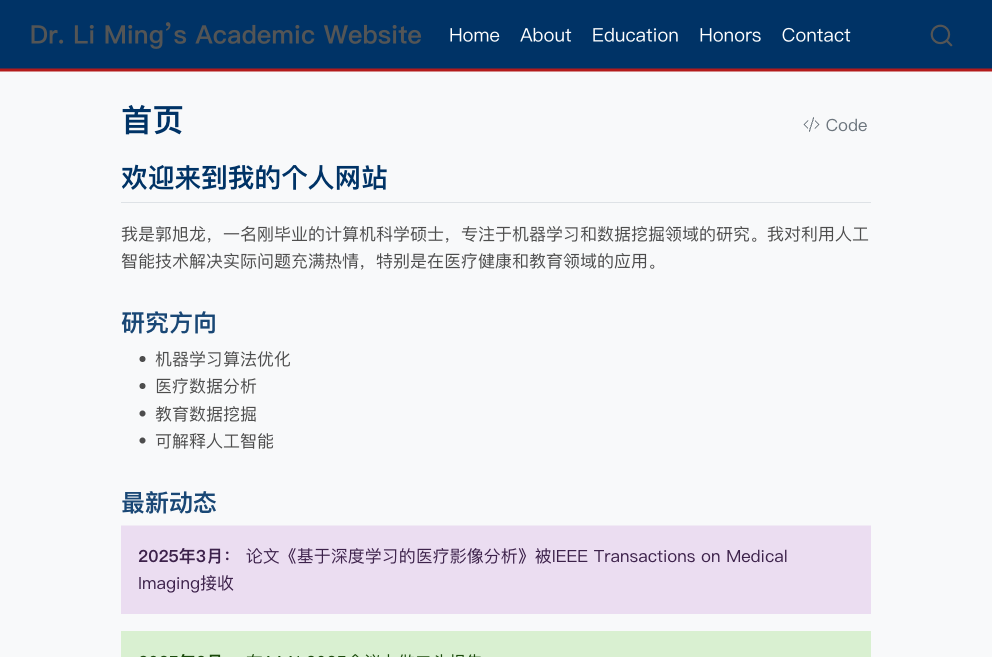 Dr. Li Ming's Academic Website Home About Education Honors Contact
首页
Code
欢迎来到我的个人网站
我是郭旭龙，一名刚毕业的计算机科学硕士，专注于机器学习和数据挖掘领域的研究。我对利用人工
智能技术解决实际问题充满热情，特别是在医疗健康和教育领域的应用。
研究方向
机器学习算法优化
医疗数据分析
教育数据挖掘
可解释人工智能
最新动态
2025年3月： 论文《基于深度学习的医疗影像分析》被IEEE Transactions on Medical
Imaging接收